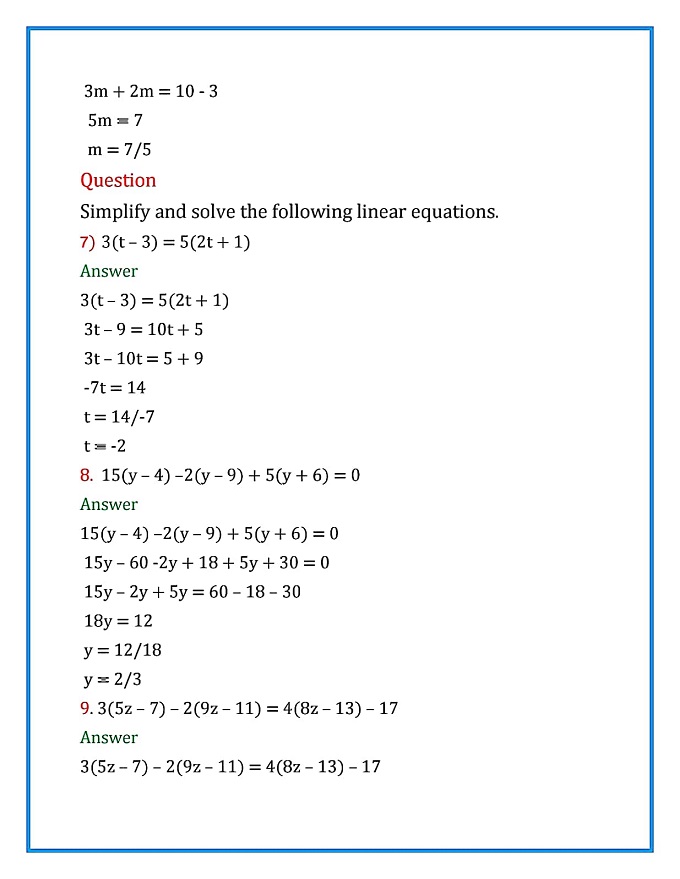 3m + 2m = 10 - 3
5m = 7
m = 7/5
Question
Simplify and solve the following linear equations.
7) 3(t – 3) = 5(2t + 1)
Answer
3(t – 3) = 5(2t + 1)
3t – 9 = 10t + 5
3t – 10t = 5 + 9
-7t = 14
t = 14/-7
t = -2
8. 15(y – 4) –2(y – 9) + 5(y + 6) = 0
Answer
15(y – 4) –2(y – 9) + 5(y + 6) = 0
15y – 60 -2y + 18 + 5y + 30 = 0
15y – 2y + 5y = 60 – 18 – 30
18y = 12
y = 12/18
y = 2/3
9. 3(5z – 7) – 2(9z – 11) = 4(8z – 13) – 17
Answer
3(5z – 7) – 2(9z – 11) = 4(8z – 13) – 17